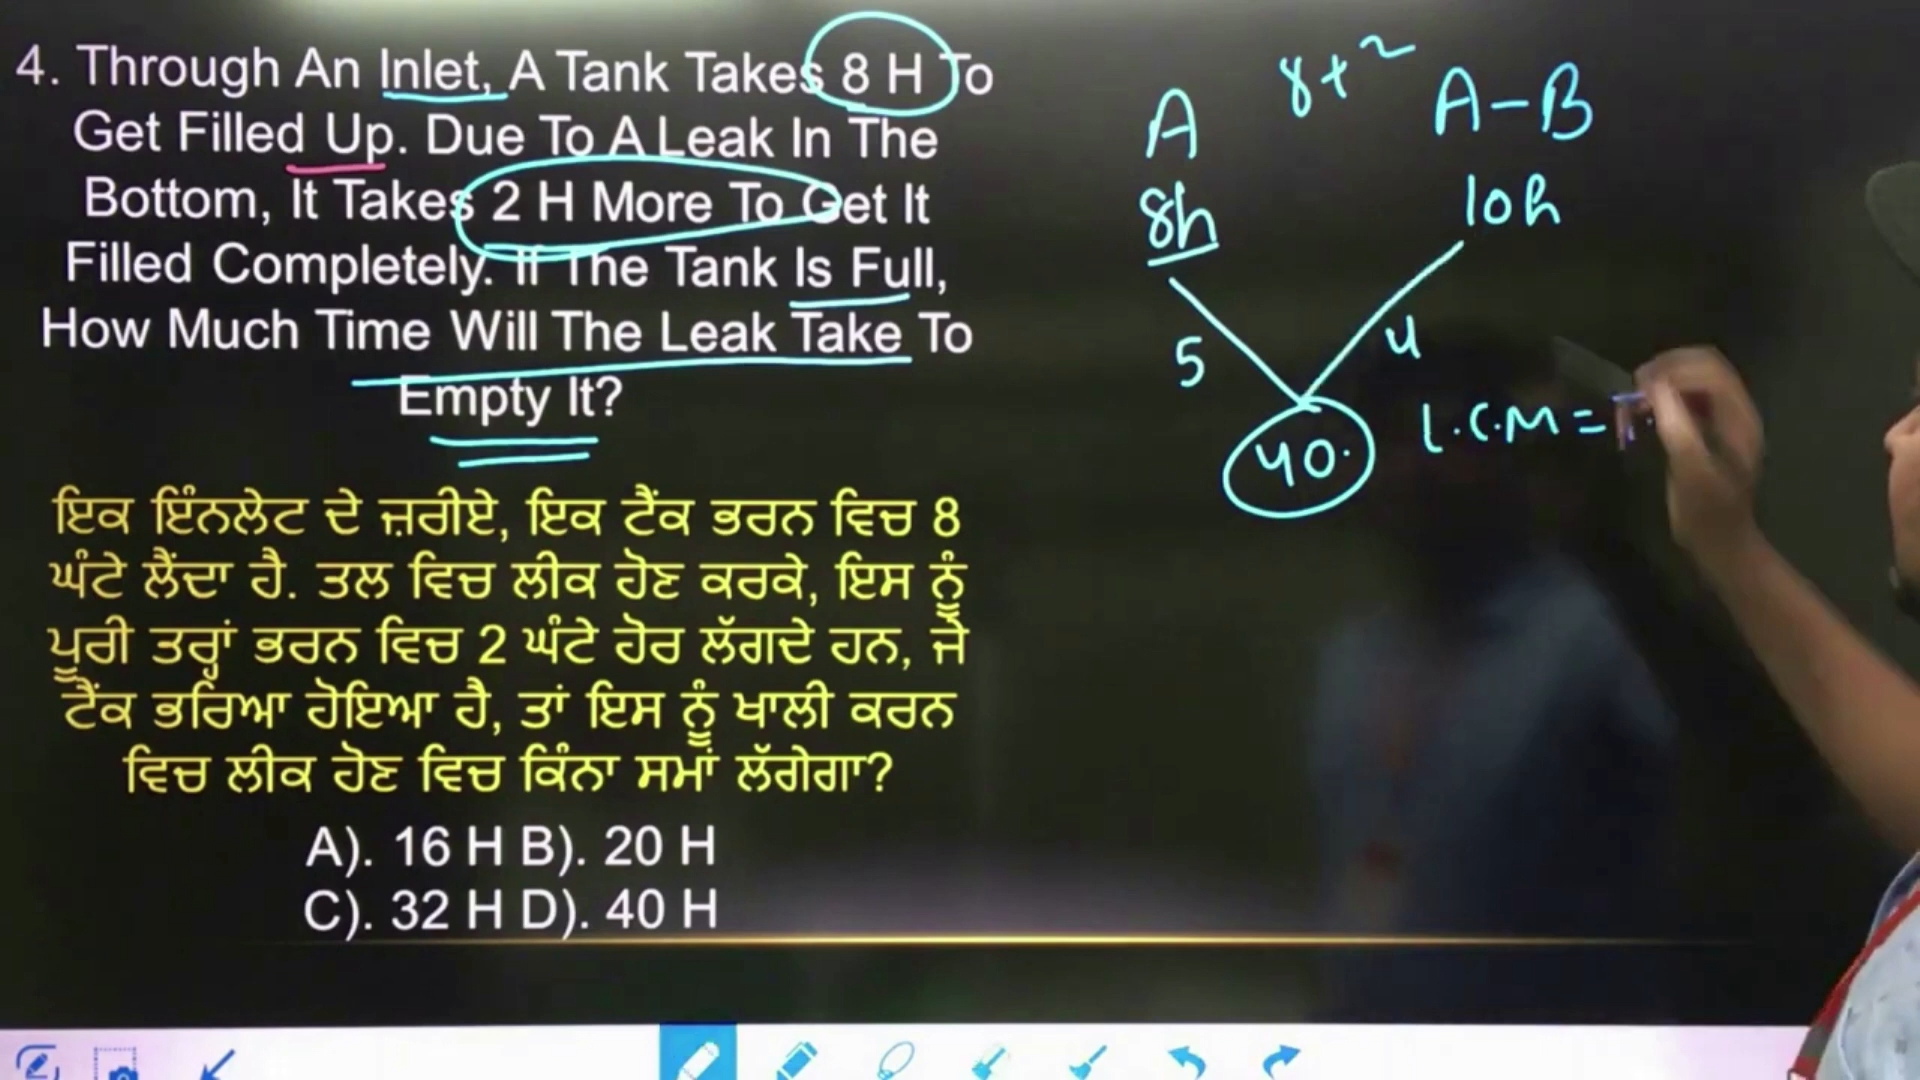 4. Through An Inlet, A Tank Takes 8 H To
Get Filled Up. Due To A Leak In The
Bottom, It Takes 2 H More To Get It
Filled Completely. If The Tank Is Full,
How Much Time Will The Leak Take To
Empty It?
ਇਕ ਇੰਨਲੇਟ ਦੇ ਜ਼ਰੀਏ, ਇਕ ਟੈਂਕ ਭਰਨ ਵਿਚ 8
ਘੰਟੇ ਲੈਂਦਾ ਹੈ. ਤਲ ਵਿਚ ਲੀਕ ਹੋਣ ਕਰਕੇ, ਇਸ ਨੂੰ
ਪੂਰੀ ਤਰ੍ਹਾਂ ਭਰਨ ਵਿਚ 2 ਘੰਟੇ ਹੋਰ ਲੱਗਦੇ ਹਨ, ਜੇ
ਟੈਂਕ ਭਰਿਆ ਹੋਇਆ ਹੈ, ਤਾਂ ਇਸ ਨੂੰ ਖਾਲੀ ਕਰਨ
ਵਿਚ ਲੀਕ ਹੋਣ ਵਿਚ ਕਿੰਨਾ ਸਮਾਂ ਲੱਗੇਗਾ?
A). 16 H B). 20 H
C). 32 H D). 40 H
A 8+2 A-B
8h 10h
5 4
40. L.C.M =